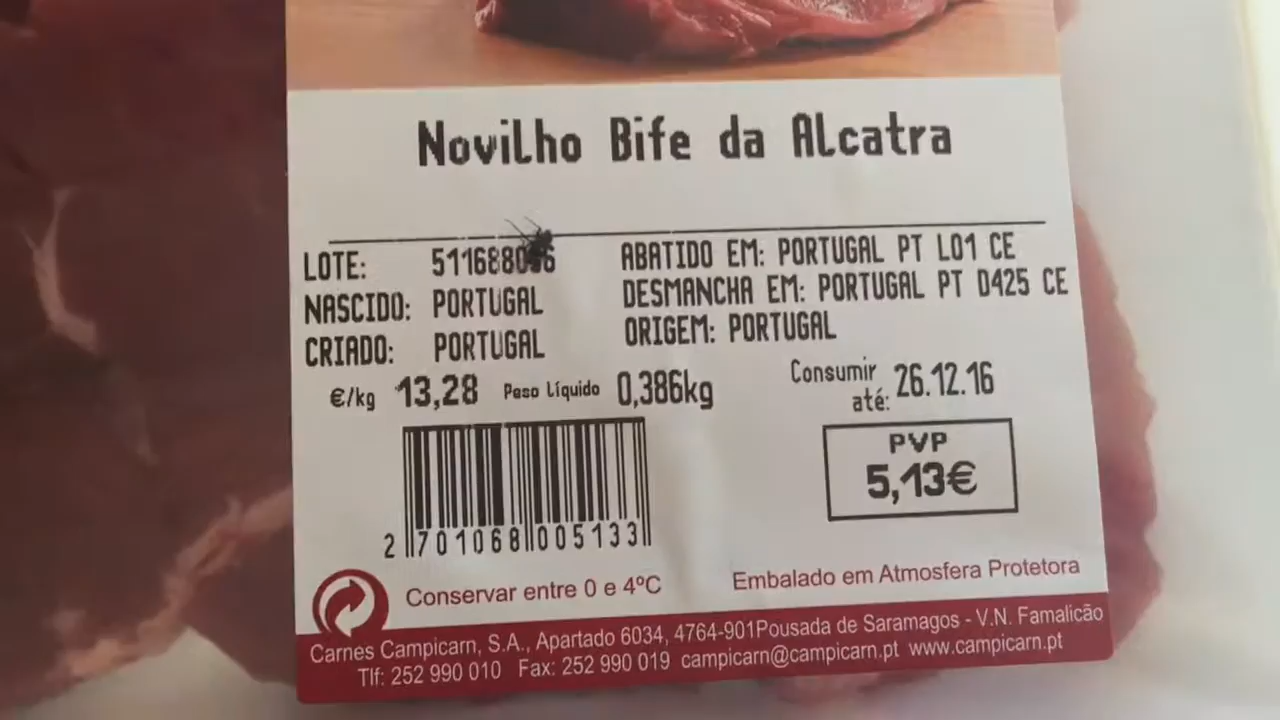 Novilho Bife da Alcatra
LOTE:
NASCIDO: PORTUGAL
CRIADO: PORTUGAL
ABATIDO EM: PORTUGAL PT L01 CE
DESMANCHA EM: PORTUGAL PT D425 CE
ORIGEM: PORTUGAL
€/kg 13,28 Peso Líquido 0,386kg
Consumir até: 26.12.16
PVP
5,13€
2 701068 005133
Conservar entre 0 e 4ºC
Embalado em Atmosfera Protetora
Carnes Campicarn, S.A., Apartado 6034, 4764-901Pousada de Saramagos - V.N. Famalicão
Tlf: 252 990 010 Fax: 252 990 019 campicarn@campicarn.pt www.campicarn.pt